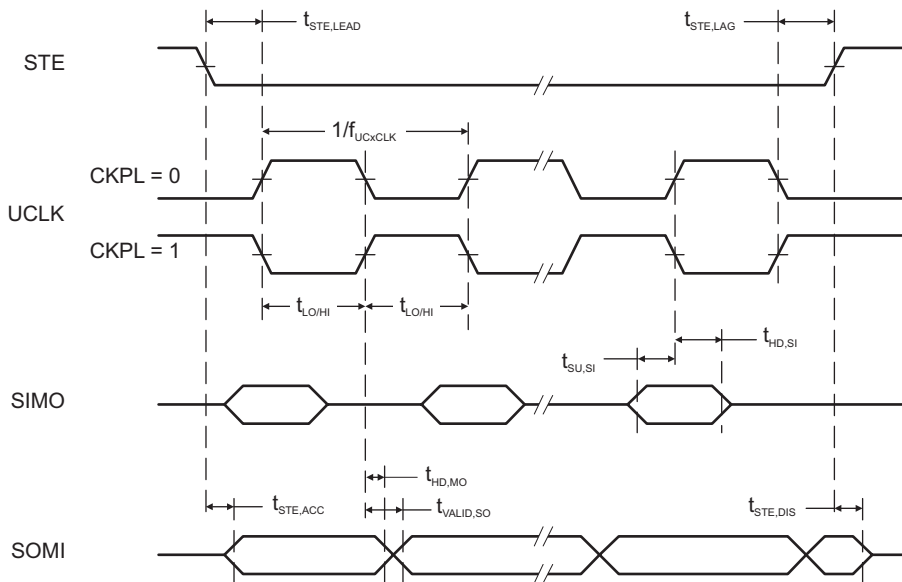 tSTE,LEAD
tSTE,LAG
STE
1/fUCxCLK
CKPL = 0
UCLK
CKPL = 1
tLO/HI
tLO/HI
tHD,SI
tSU,SI
SIMO
tHD,MO
tSTE,ACC
tVALID,SO
tSTE,DIS
SOMI